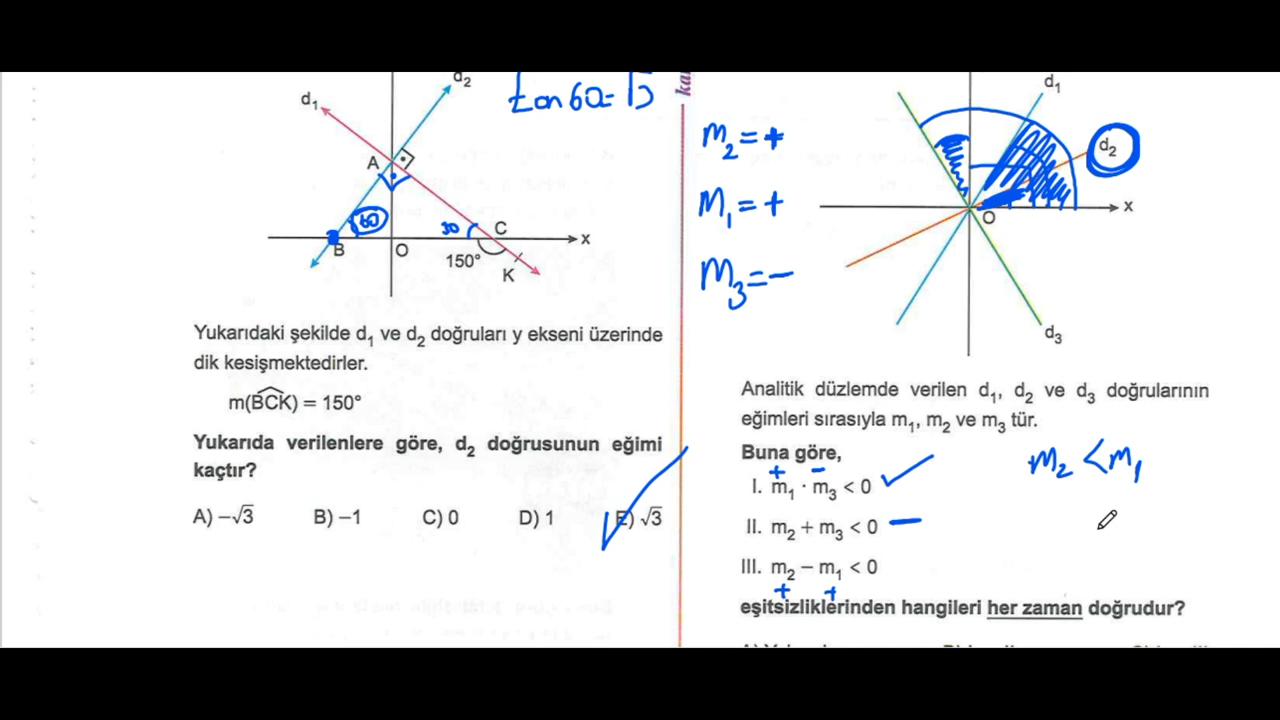 d₂
d₁
tan 60 = √3
A
60
30
B
O
C
x
150°
K
Yukarıdaki şekilde d₁ ve d₂ doğruları y ekseni üzerinde
dik kesişmektedirler.
m(BCK) = 150°
Yukarıda verilenlere göre, d₂ doğrusunun eğimi
kaçtır?
A) –√3 B) –1 C) 0 D) 1 E) √3
ka
m₂ = +
m₁ = +
m₃ = –
d₁
d₂
x
O
d₃
Analitik düzlemde verilen d₁, d₂ ve d₃ doğrularının
eğimleri sırasıyla m₁, m₂ ve m₃ tür.
Buna göre,
m₂ < m₁
+ –
I. m₁ · m₃ < 0
II. m₂ + m₃ < 0 –
III. m₂ – m₁ < 0
+ +
eşitsizliklerinden hangileri her zaman doğrudur?